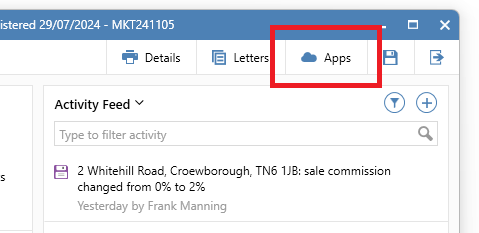 istered 29/07/2024 - MKT241105
Details Letters Apps
Activity Feed
Type to filter activity
2 Whitehill Road, Croewborough, TN6 1JB: sale commission
changed from 0% to 2%
Yesterday by Frank Manning
s